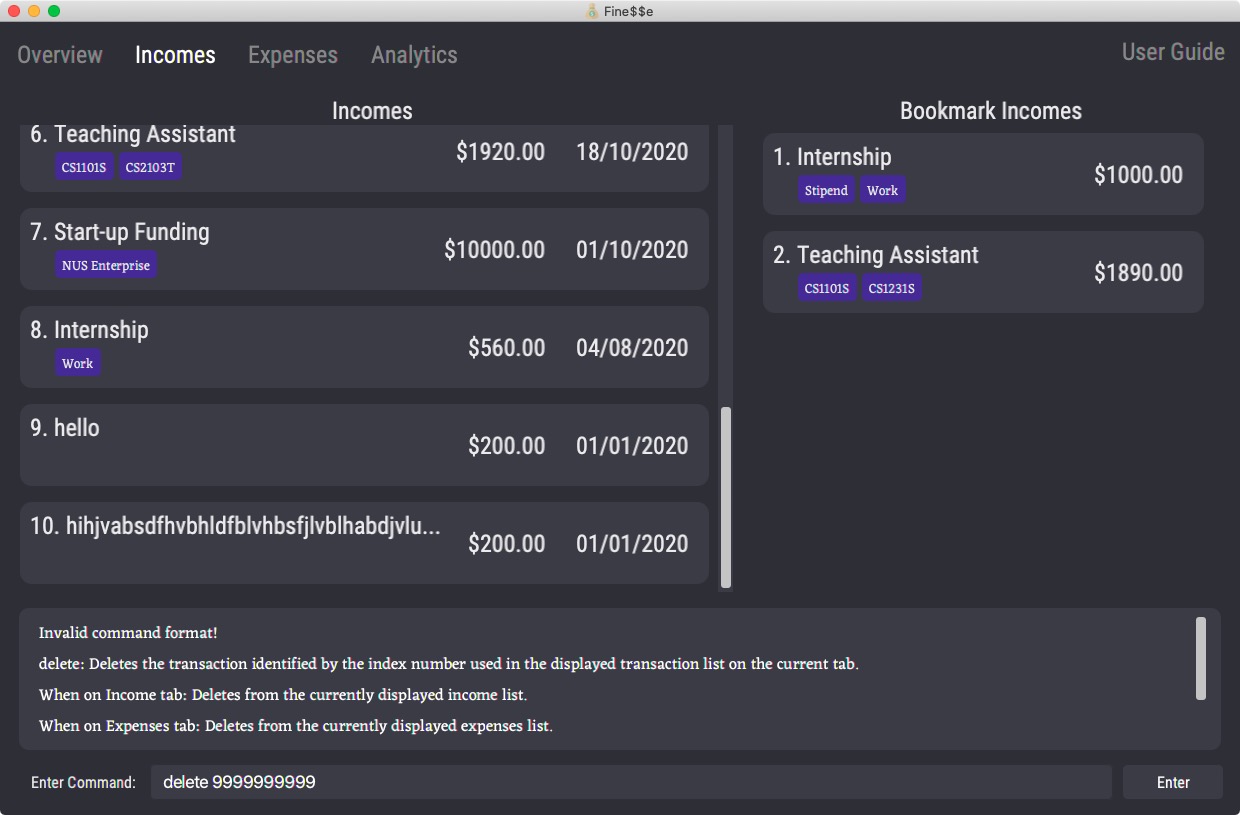 Fine$$e
Overview Incomes Expenses Analytics User Guide
Incomes
6. Teaching Assistant
CS1101S CS2103T
$1920.00 18/10/2020
7. Start-up Funding
NUS Enterprise
$10000.00 01/10/2020
8. Internship
Work
$560.00 04/08/2020
9. hello
$200.00 01/01/2020
10. hihjvabsdfhvbhldfblvhbsfjlvblhabdjvlu...
$200.00 01/01/2020
Bookmark Incomes
1. Internship
Stipend Work
$1000.00
2. Teaching Assistant
CS1101S CS1231S
$1890.00
Invalid command format!
delete: Deletes the transaction identified by the index number used in the displayed transaction list on the current tab.
When on Income tab: Deletes from the currently displayed income list.
When on Expenses tab: Deletes from the currently displayed expenses list.
Enter Command: delete 9999999999 Enter